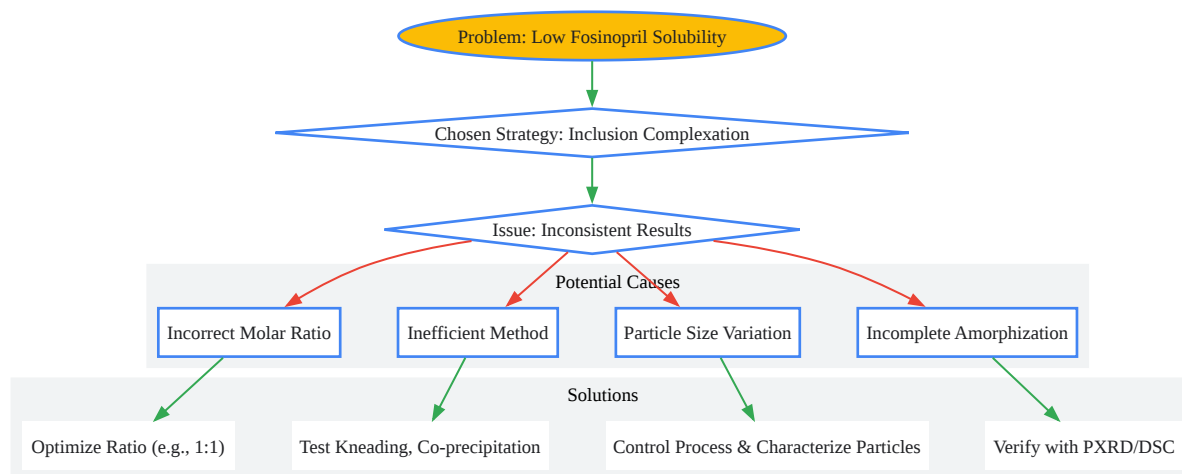 Problem: Low Fosinopril Solubility
Chosen Strategy: Inclusion Complexation
Issue: Inconsistent Results
Potential Causes
Incorrect Molar Ratio
Inefficient Method
Particle Size Variation
Incomplete Amorphization
Solutions
Optimize Ratio (e.g., 1:1)
Test Kneading, Co-precipitation
Control Process & Characterize Particles
Verify with PXRD/DSC